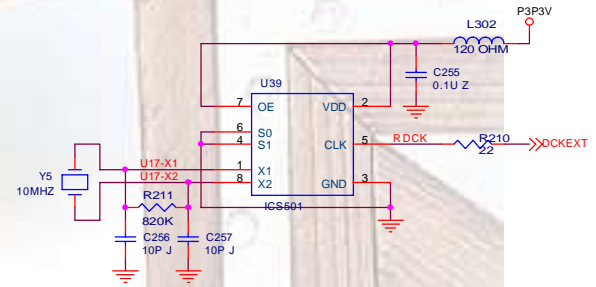 P3P3V
L302
120 OHM
C255
0.1U Z
U39
7 OE VDD 2
6 S0
4 S1 CLK 5 RDCK R210
22
DCKEXT
U17-X1 1 X1
U17-X2 8 X2 GND 3
Y5
10MHZ
R211
820K
ICS501
C256 C257
10P J 10P J